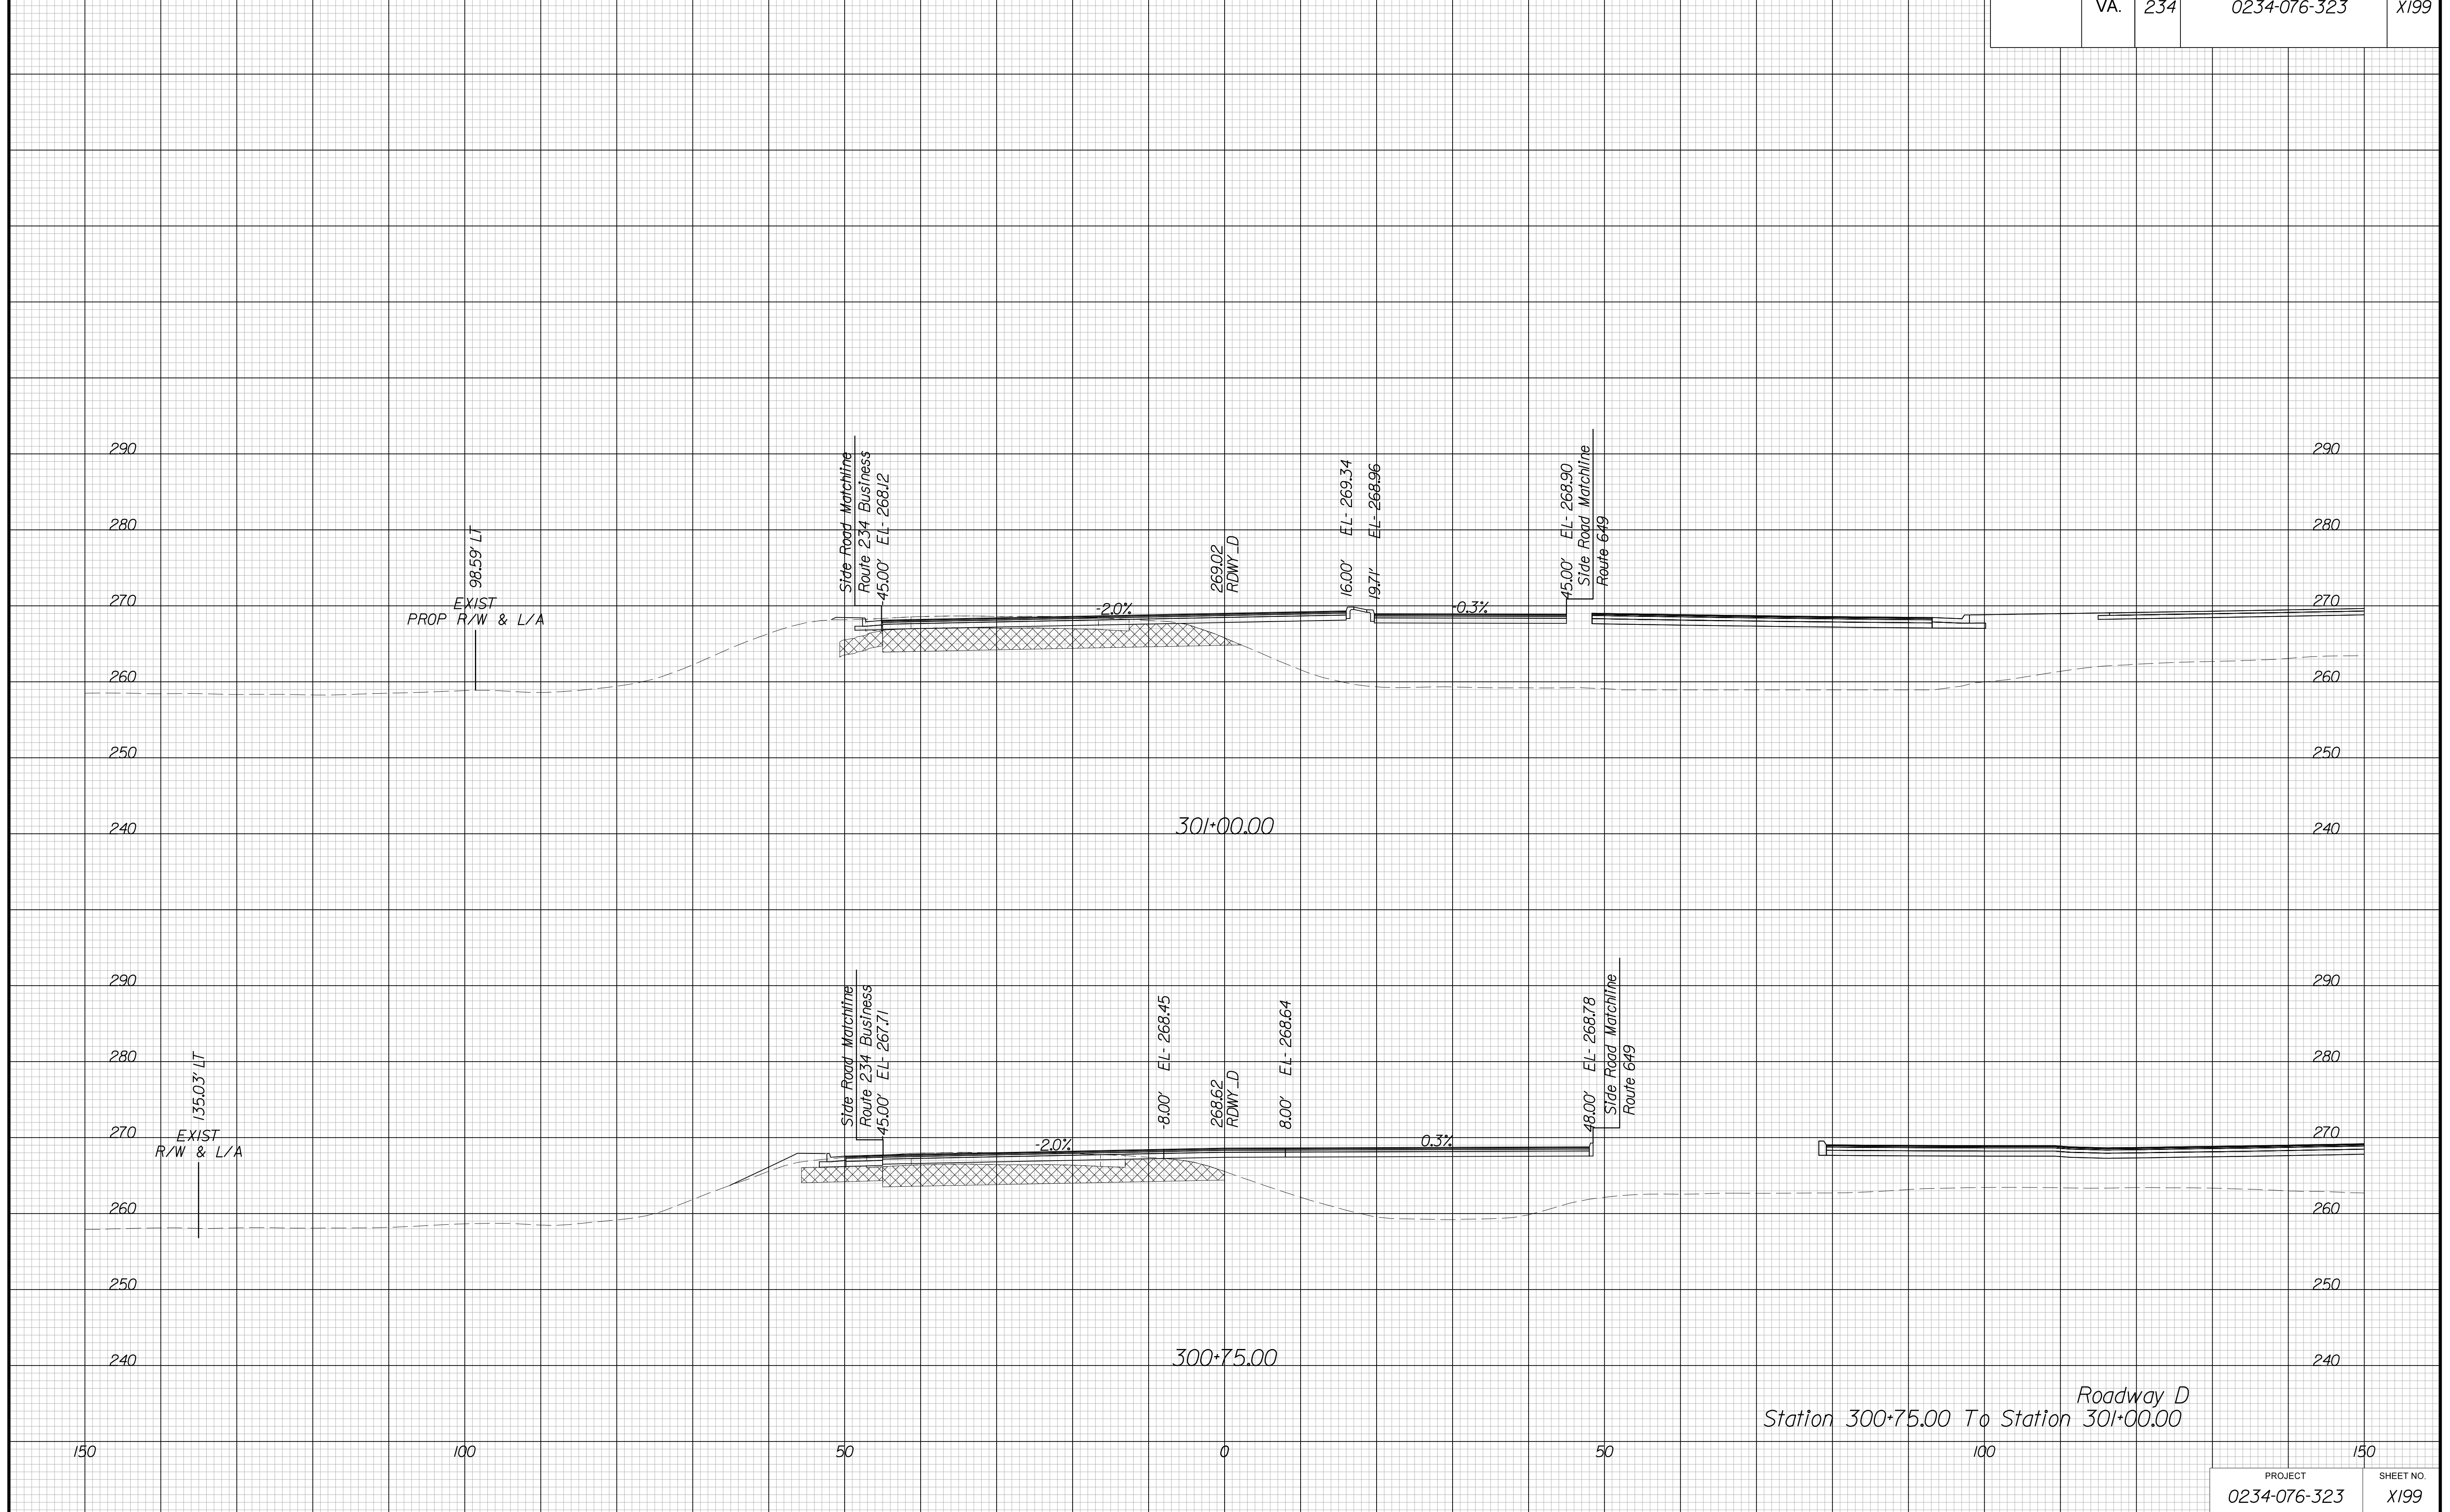 VA. 234 0234-076-323 X199
290 290
Side Road Matchline
Route 234 Business
-45.00' EL- 268.12
269.02
RDWY_D
16.00' EL- 269.34
19.71' EL- 268.96
45.00' EL- 268.90
Side Road Matchline
Route 649
280 280
98.59' LT
EXIST
PROP R/W & L/A
270 270
-2.0% -0.3%
260 260
250 250
240 240
301+00.00
290 290
Side Road Matchline
Route 234 Business
-45.00' EL- 267.71
-8.00' EL- 268.45
268.62
RDWY_D
8.00' EL- 268.64
48.00' EL- 268.78
Side Road Matchline
Route 649
280 280
135.03' LT
EXIST
R/W & L/A
270 270
-2.0% 0.3%
260 260
250 250
240 240
300+75.00
Roadway D
Station 300+75.00 To Station 301+00.00
150 100 50 0 50 100 150
PROJECT SHEET NO.
0234-076-323 X199